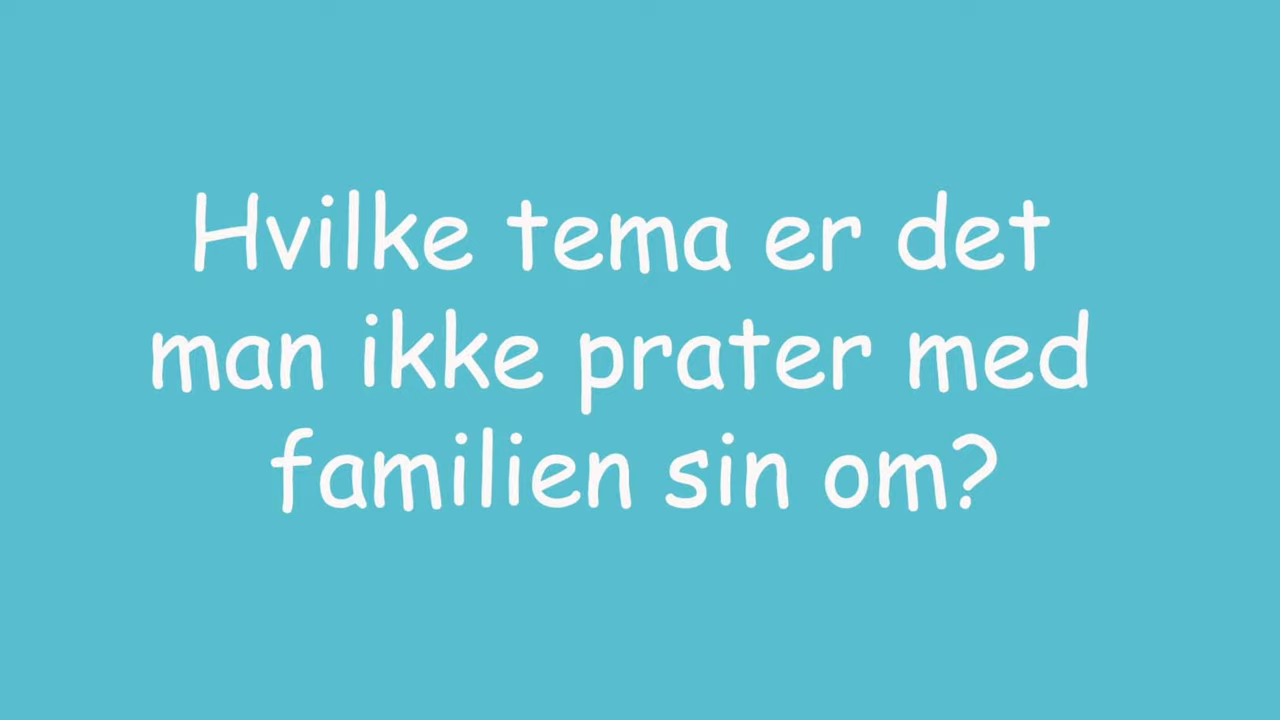 Hvilke tema er det
man ikke prater med
familien sin om?